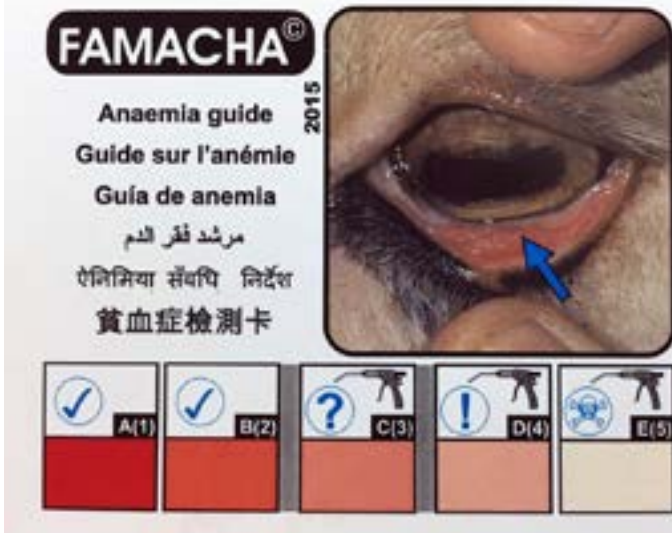 FAMACHA©
2015
Anaemia guide
Guide sur l'anémie
Guía de anemia
مرشد فقر الدم
ऐनिमिया सँबधि निर्देश
貧血症檢測卡
A(1)
B(2)
? C(3)
! D(4)
E(5)